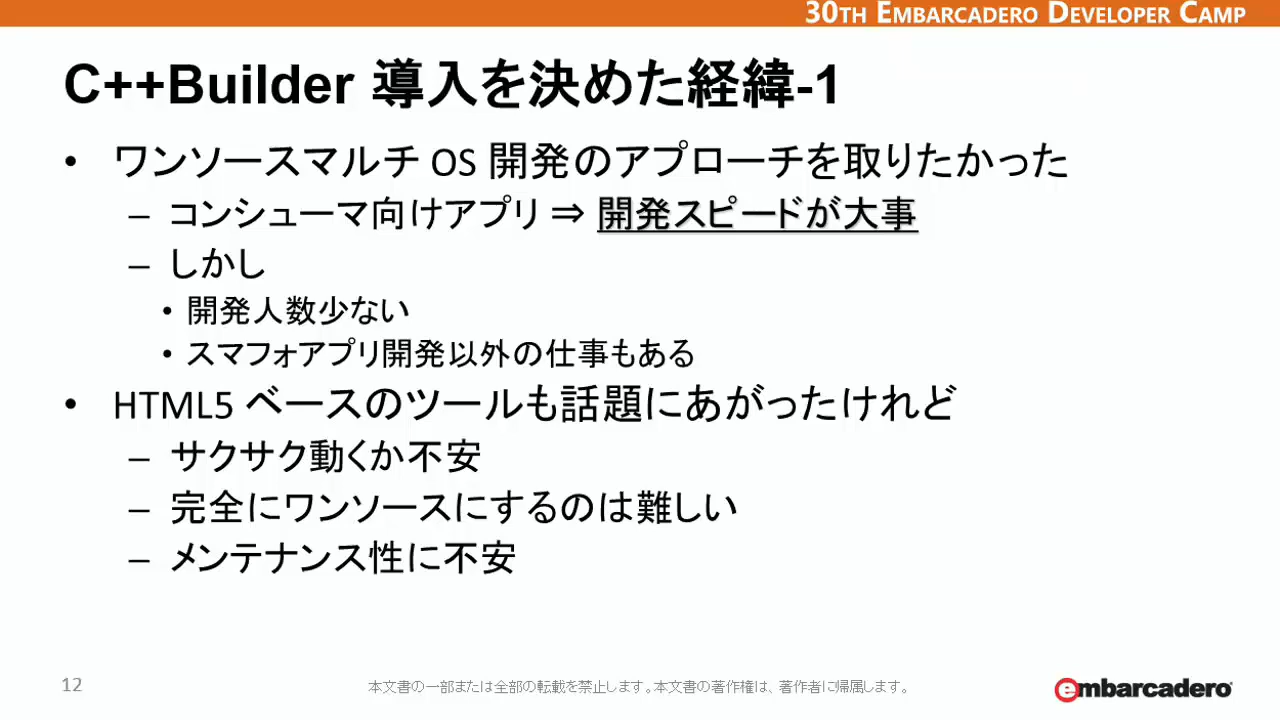 30TH EMBARCADERO DEVELOPER CAMP
C++Builder 導入を決めた経緯-1
• ワンソースマルチ OS 開発のアプローチを取りたかった
– コンシューマ向けアプリ ⇒ 開発スピードが大事
– しかし
• 開発人数少ない
• スマフォアプリ開発以外の仕事もある
• HTML5 ベースのツールも話題にあがったけれど
– サクサク動くか不安
– 完全にワンソースにするのは難しい
– メンテナンス性に不安
12
本文書の一部または全部の転載を禁止します。本文書の著作権は、著作者に帰属します。
embarcadero